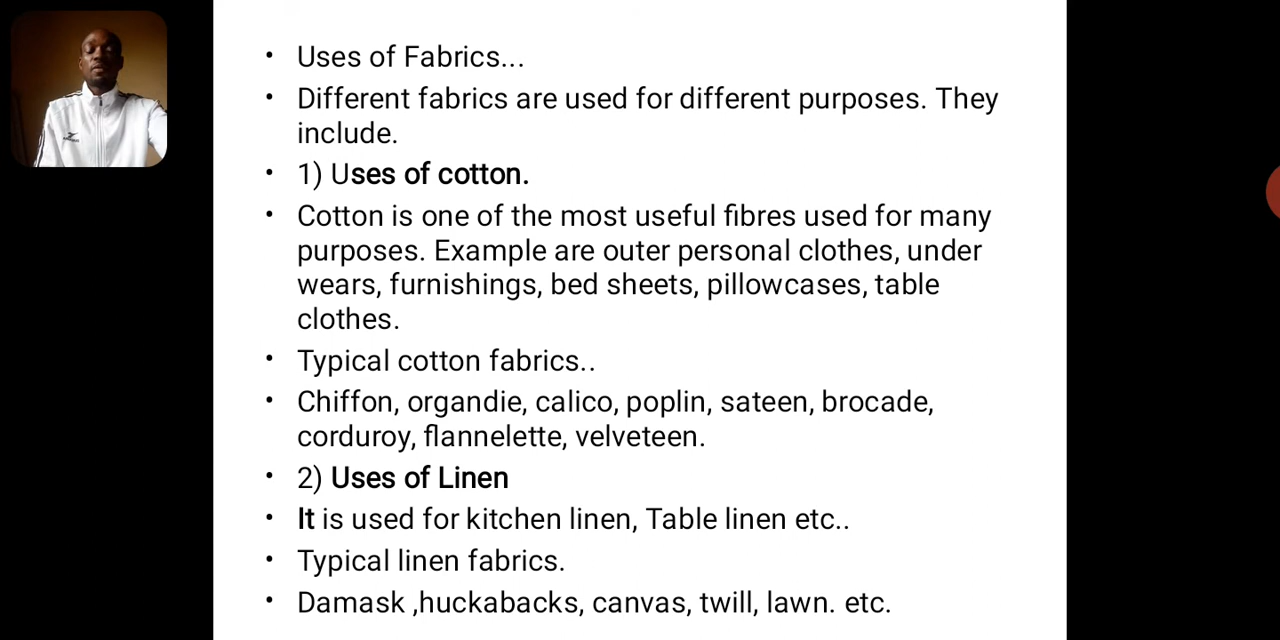 • Uses of Fabrics...
• Different fabrics are used for different purposes. They
include.
• 1) Uses of cotton.
• Cotton is one of the most useful fibres used for many
purposes. Example are outer personal clothes, under
wears, furnishings, bed sheets, pillowcases, table
clothes.
• Typical cotton fabrics..
• Chiffon, organdie, calico, poplin, sateen, brocade,
corduroy, flannelette, velveteen.
• 2) Uses of Linen
• It is used for kitchen linen, Table linen etc..
• Typical linen fabrics.
• Damask ,huckabacks, canvas, twill, lawn. etc.